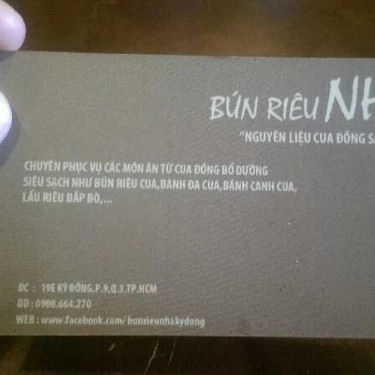 BÚN RIÊU NH
"NGUYÊN LIỆU CUA ĐỒNG S
CHUYÊN PHỤC VỤ CÁC MÓN ĂN TỪ CUA ĐỒNG BỔ DƯỠNG
SIÊU SẠCH NHƯ BÚN RIÊU CUA,BÁNH ĐA CUA,BÁNH CANH CUA,
LẨU RIÊU BẮP BÒ,...
ĐC : 19E KỲ ĐỒNG,P.9,Q.3,TP.HCM
DĐ : 0908.664.270
WEB : www.facebook.com/ bunrieunhakydong